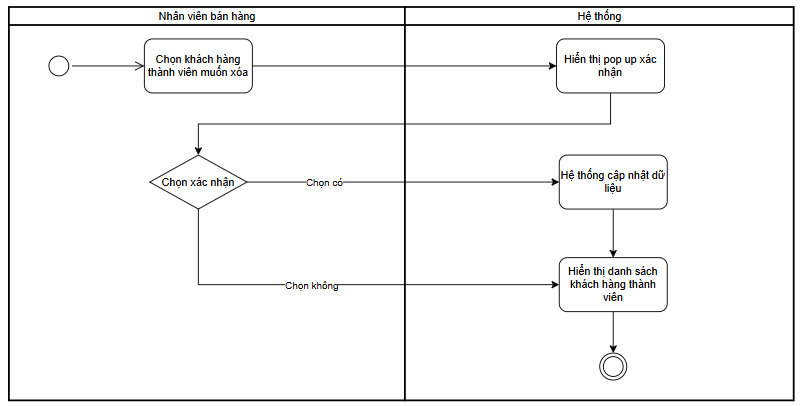 Nhân viên bán hàng
Hệ thống
Chọn khách hàng
thành viên muốn xóa
Hiển thị pop up xác
nhận
Chọn xác nhận
Chọn có
Hệ thống cập nhật dữ
liệu
Chọn không
Hiển thị danh sách
khách hàng thành
viên